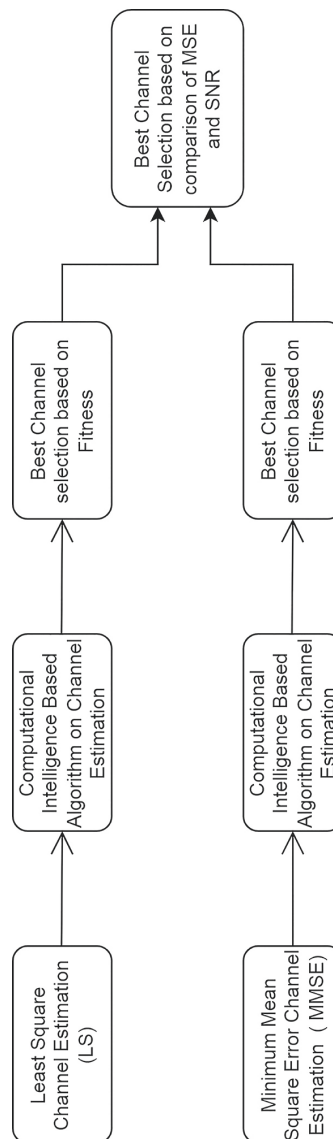 Least Square
Channel Estimation
(LS)
Computational
Intelligence Based
Algorithm on Channel
Estimation
Best Channel
selection based on
Fitness
Minimum Mean
Square Error Channel
Estimation ( MMSE)
Computational
Intelligence Based
Algorithm on Channel
Estimation
Best Channel
selection based on
Fitness
Best Channel
Selection based on
comparison of MSE
and SNR